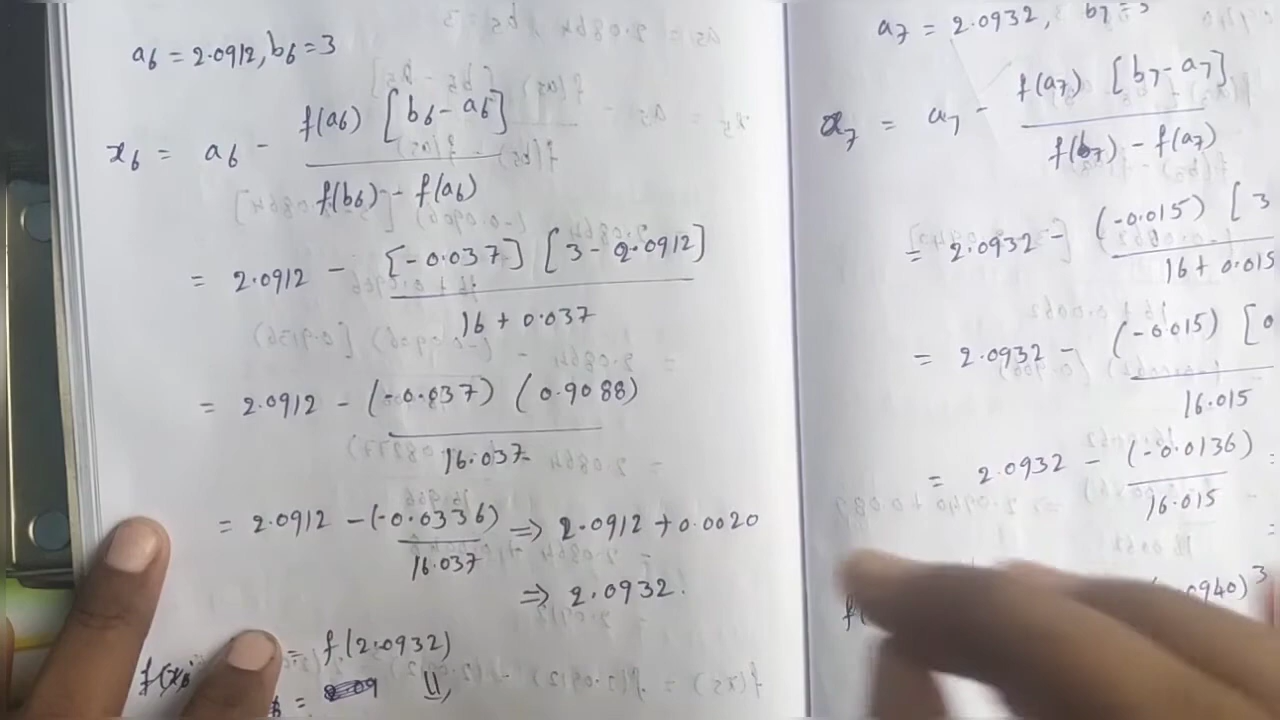 a6 = 2.0912, b6 = 3
x6 = a6 - f(a6) [b6 - a6]
f(b6) - f(a6)
= 2.0912 - [-0.037] [3 - 2.0912]
16 + 0.037
= 2.0912 - (-0.037) (0.9088)
16.037
= 2.0912 - (-0.0336) ⇒ 2.0912 + 0.0020
16.037
⇒ 2.0932.
f(x6 = f(2.0932)
=
a7 = 2.0932, b7 = 3
x7 = a7 - f(a7) [b7 - a7]
f(b7) - f(a7)
= 2.0932 - (-0.015) [3
16 + 0.015
= 2.0932 - (-0.015) [0
16.015
= 2.0932 - (-0.0136) =
16.015
=
f( .0940)³